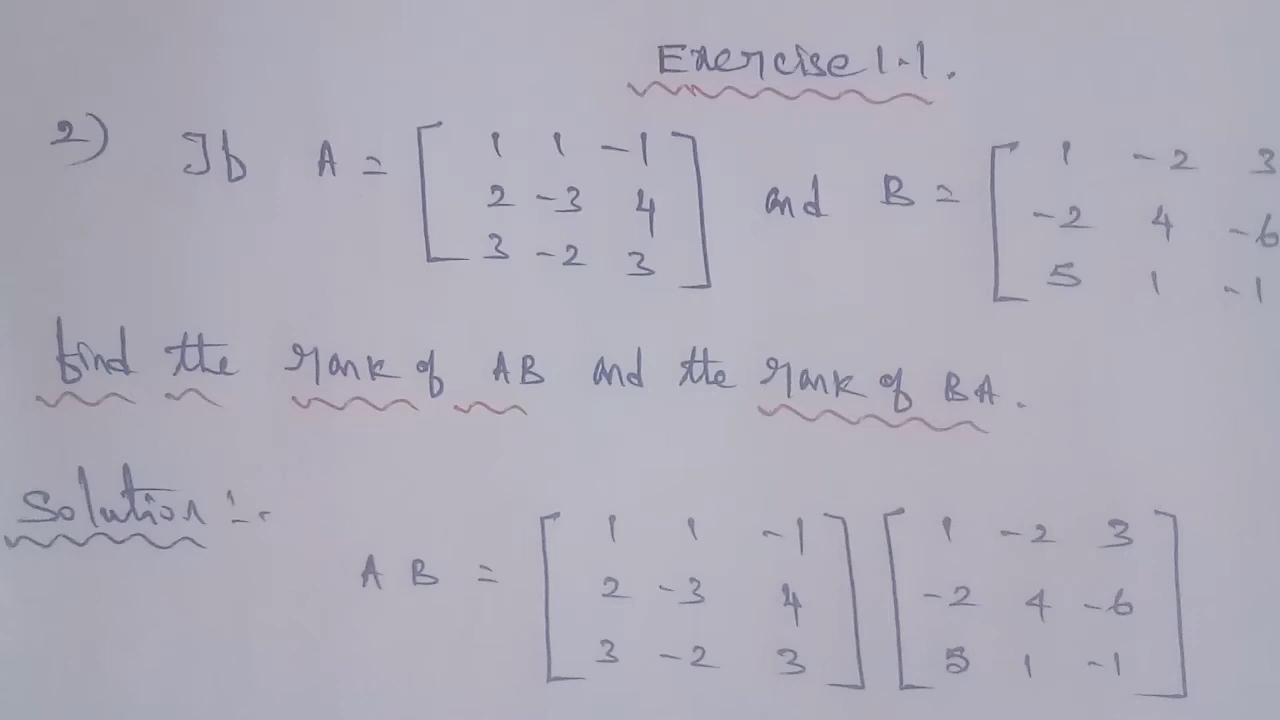 Exercise 1.1.
2) If A = [ 1 1 -1 ] and B = [ 1 -2 3
2 -3 4 -2 4 -6
3 -2 3 5 1 -1
find the rank of AB and the rank of BA.
Solution :-
A B = [ 1 1 -1 ] [ 1 -2 3 ]
2 -3 4 -2 4 -6
3 -2 3 5 1 -1